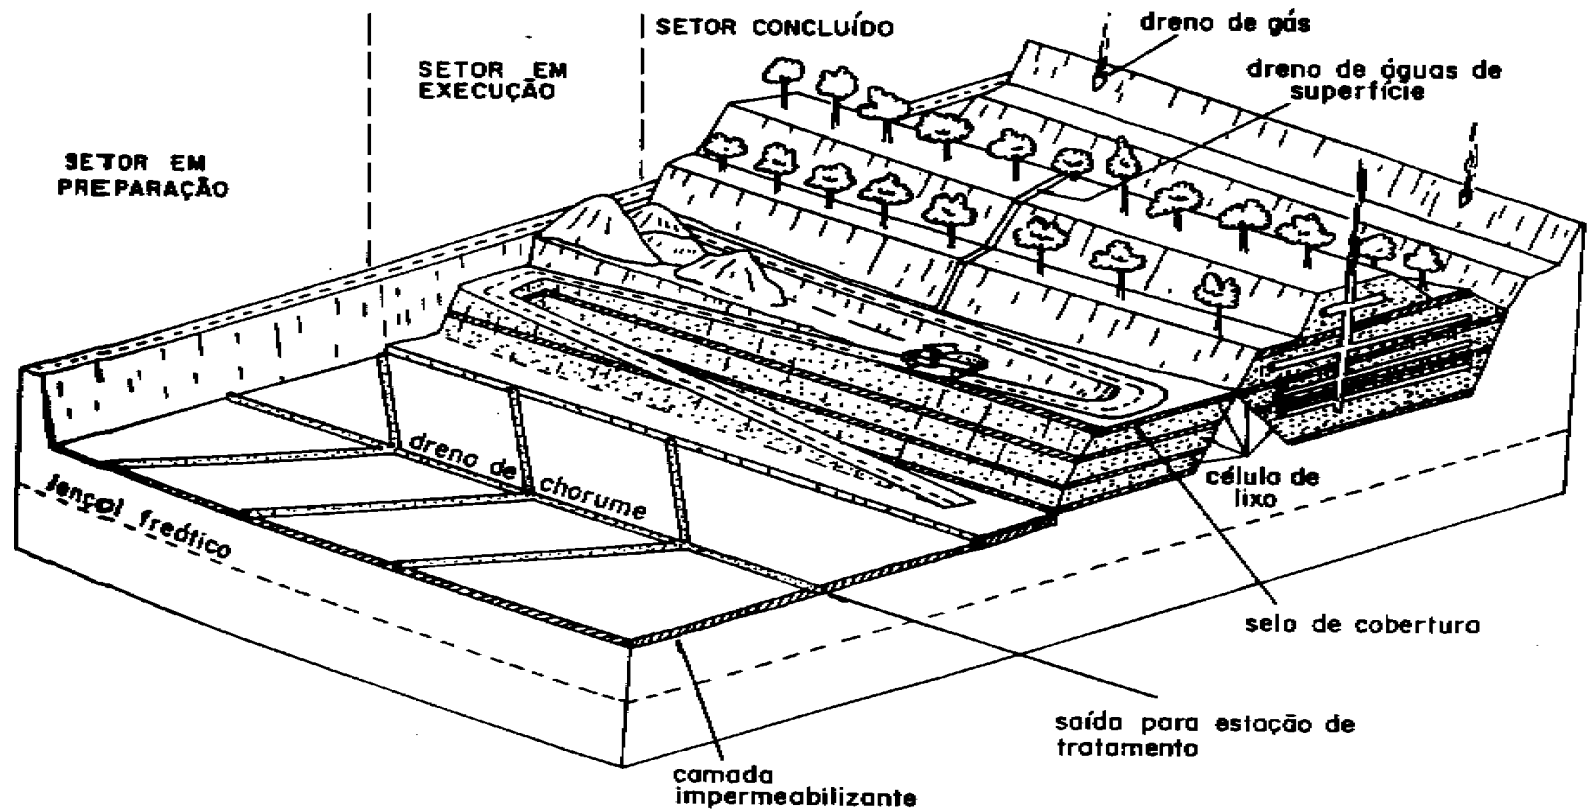 SETOR EM
PREPARAÇÃO
SETOR EM
EXECUÇÃO
SETOR CONCLUÍDO
dreno de gás
dreno de águas de
superfície
dreno de chorume
lençol freático
célula de
lixo
selo de cobertura
saída para estação de
tratamento
camada
impermeabilizante